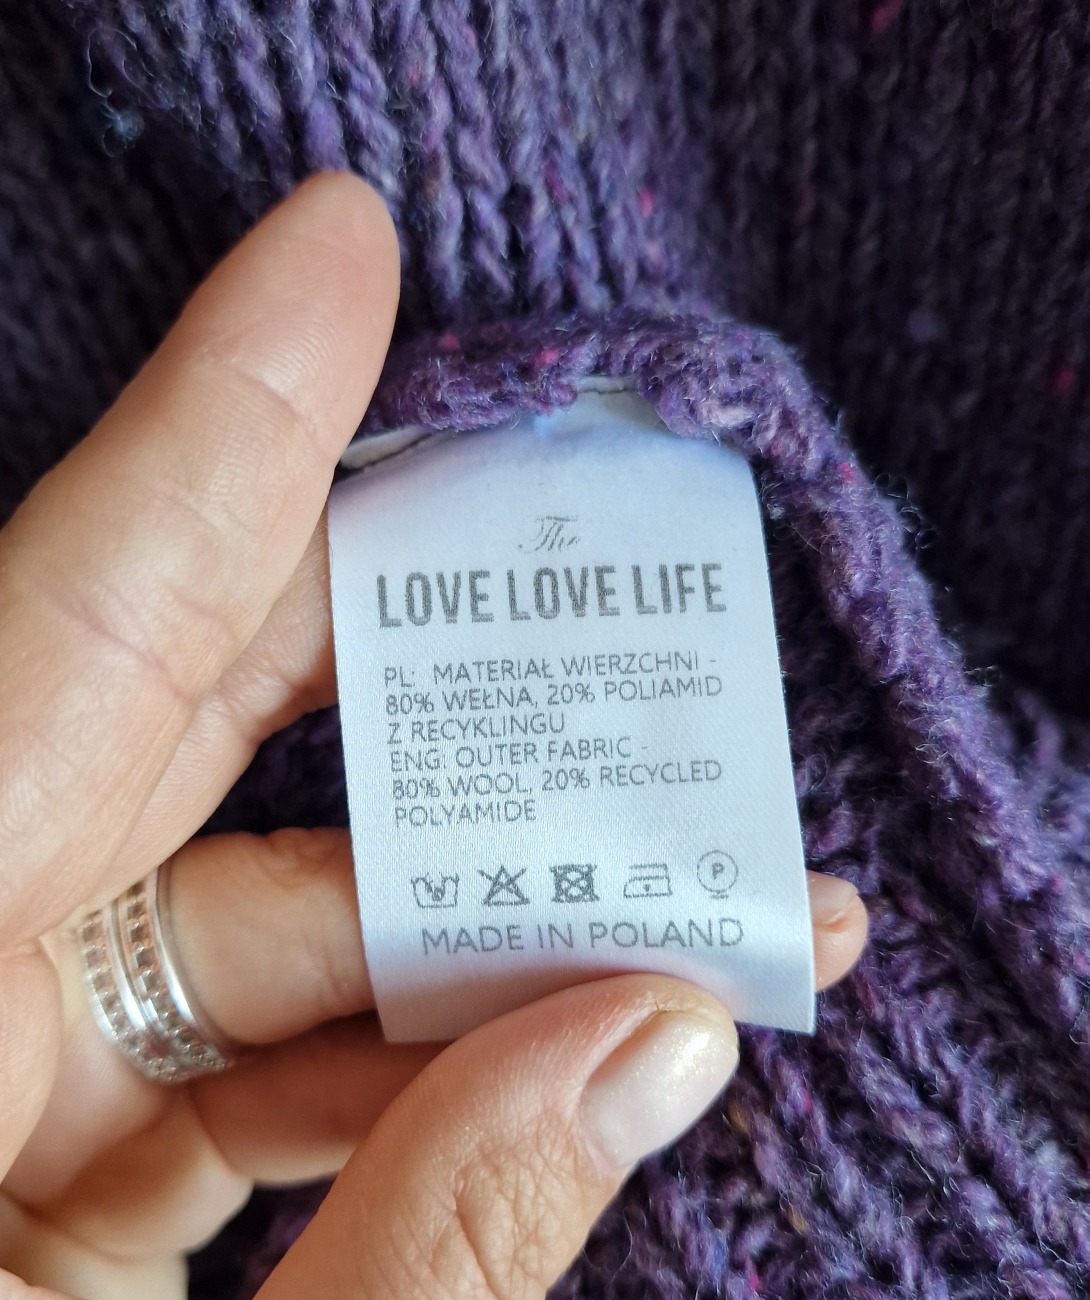 The
LOVE LOVE LIFE
PL: MATERIAŁ WIERZCHNI -
80% WEŁNA, 20% POLIAMID
Z RECYKLINGU
ENG: OUTER FABRIC -
80% WOOL, 20% RECYCLED
POLYAMIDE
P
MADE IN POLAND